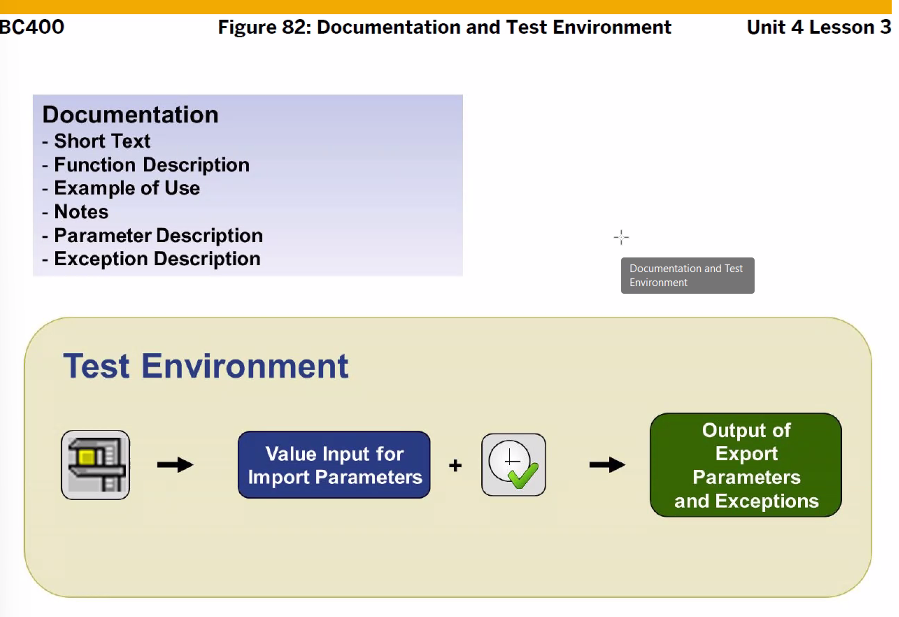 BC400 Figure 82: Documentation and Test Environment Unit 4 Lesson 3
Documentation
- Short Text
- Function Description
- Example of Use
- Notes
- Parameter Description
- Exception Description
Documentation and Test
Environment
Test Environment
Value Input for
Import Parameters
+
Output of
Export
Parameters
and Exceptions